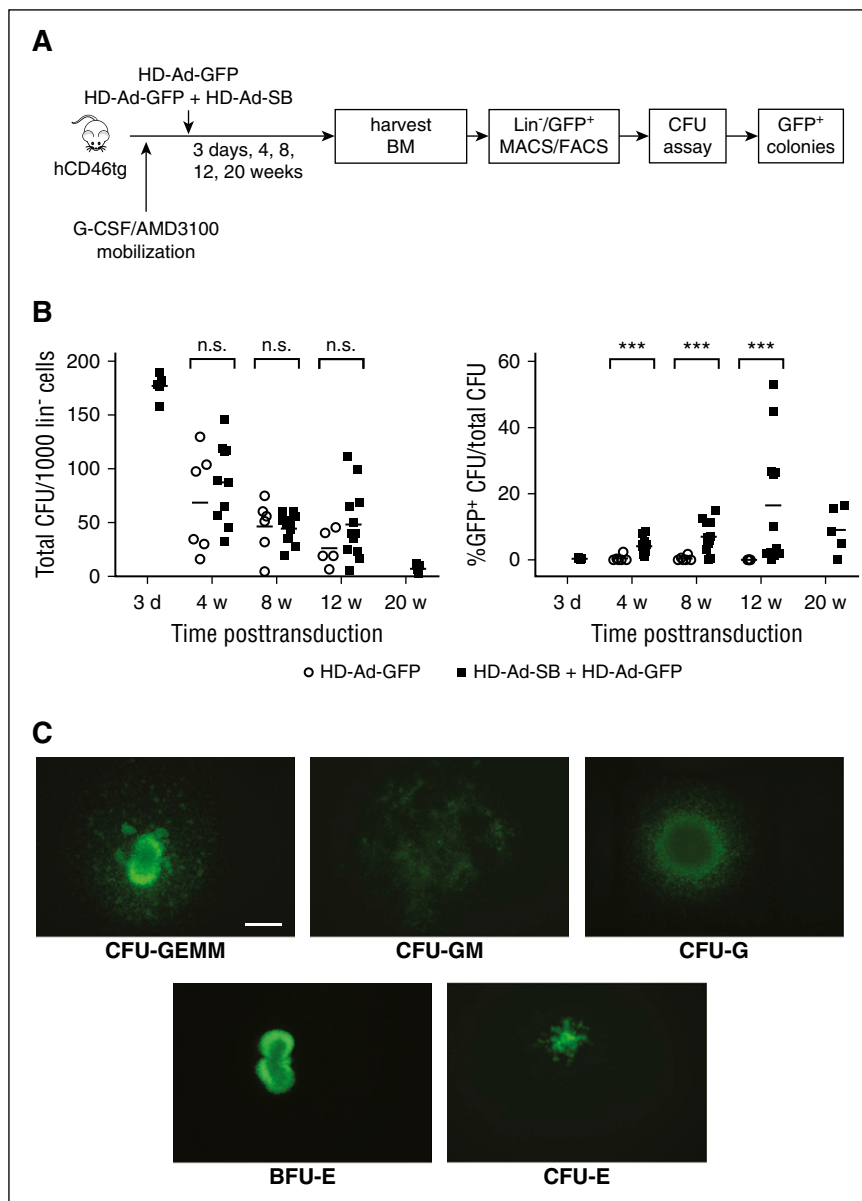 A
HD-Ad-GFP
HD-Ad-GFP + HD-Ad-SB
hCD46tg
3 days, 4, 8,
12, 20 weeks
G-CSF/AMD3100
mobilization
harvest
BM
Lin⁻/GFP⁺
MACS/FACS
CFU
assay
GFP⁺
colonies
B
Total CFU/1000 lin⁻ cells
200
150
100
50
0
n.s.
n.s.
n.s.
3 d
4 w
8 w
12 w
20 w
Time posttransduction
%GFP⁺ CFU/total CFU
60
40
20
0
***
***
***
3 d
4 w
8 w
12 w
20 w
Time posttransduction
HD-Ad-GFP
HD-Ad-SB + HD-Ad-GFP
C
CFU-GEMM
CFU-GM
CFU-G
BFU-E
CFU-E